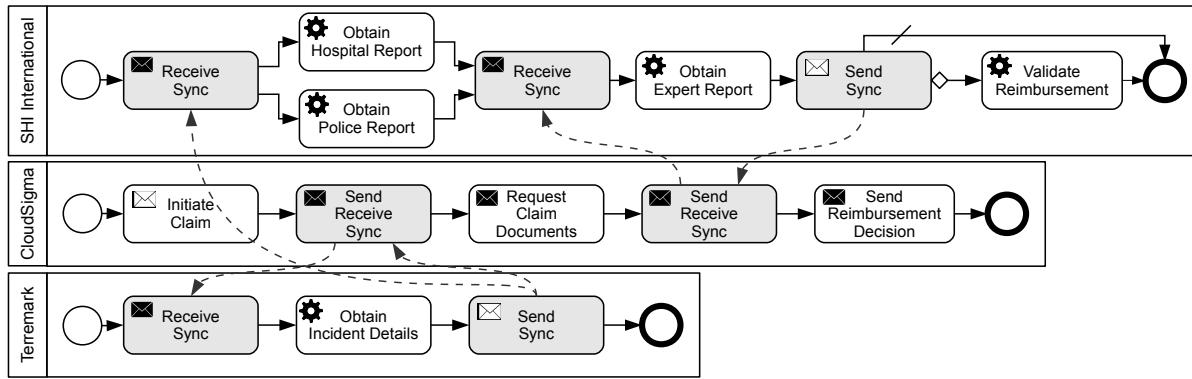 SHI International
Receive
Sync
Obtain
Hospital Report
Obtain
Police Report
Receive
Sync
Obtain
Expert Report
Send
Sync
Validate
Reimbursement
CloudSigma
Initiate
Claim
Send
Receive
Sync
Request
Claim
Documents
Send
Receive
Sync
Send
Reimbursement
Decision
Terremark
Receive
Sync
Obtain
Incident Details
Send
Sync